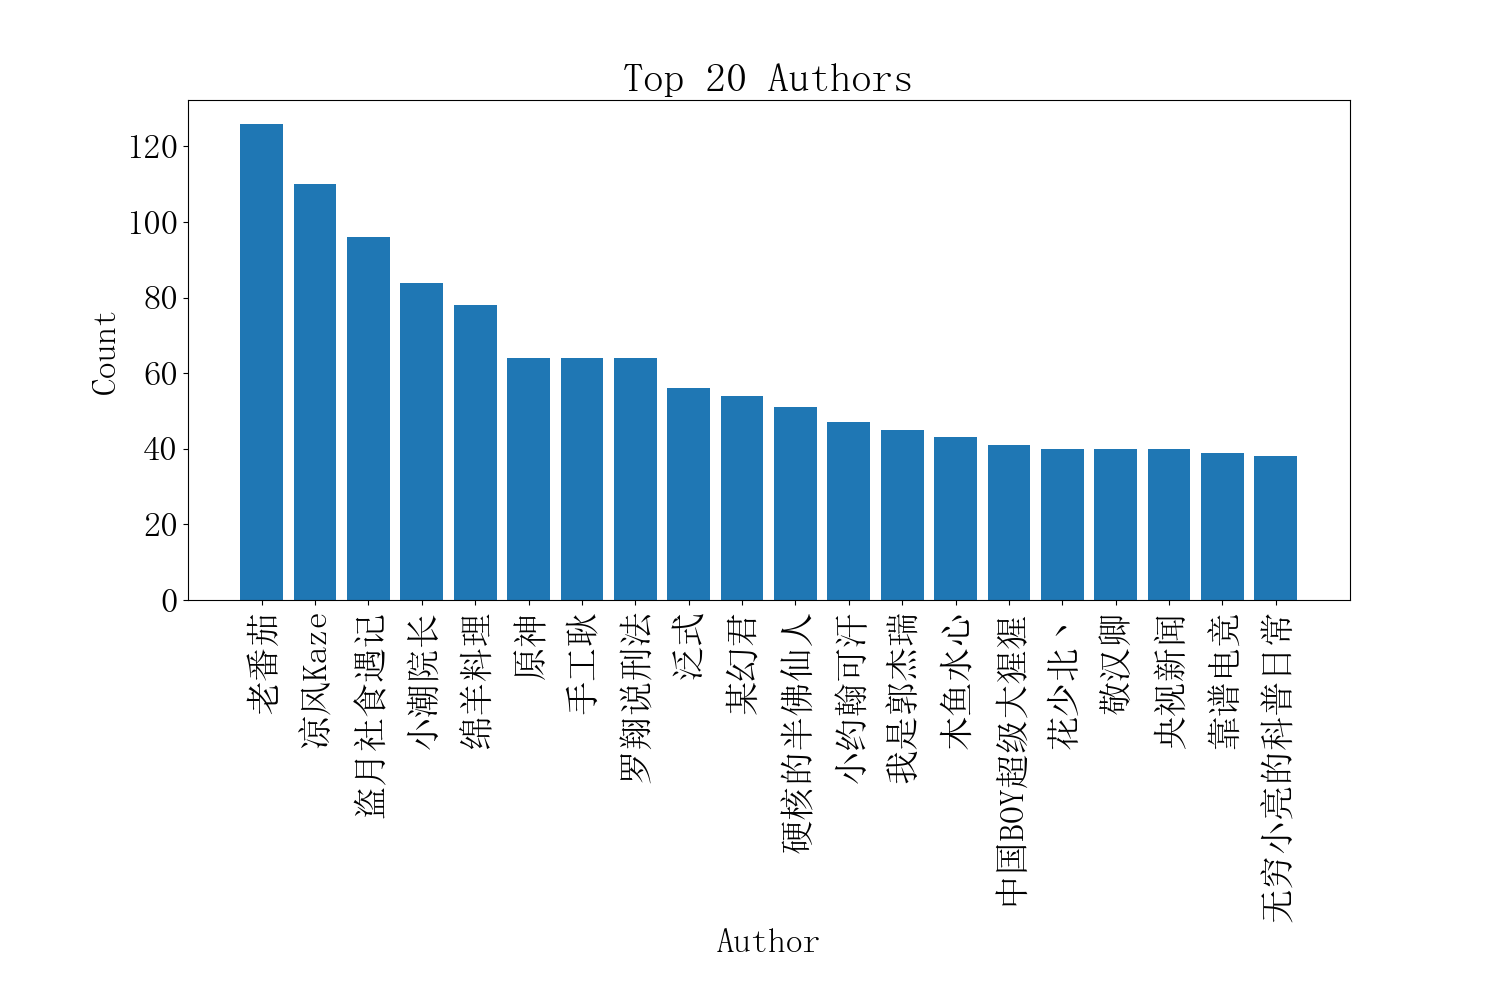 Top 20 Authors
Count
120
100
80
60
40
20
0
老番茄
凉风Kaze
盗月社食遇记
小潮院长
绵羊料理
原神
手工耿
罗翔说刑法
泛式
某幻君
硬核的半佛仙人
小约翰可汗
我是郭杰瑞
木鱼水心
中国BOY超级大猩猩
花少北丶
敬汉卿
央视新闻
靠谱电竞
无穷小亮的科普日常
Author